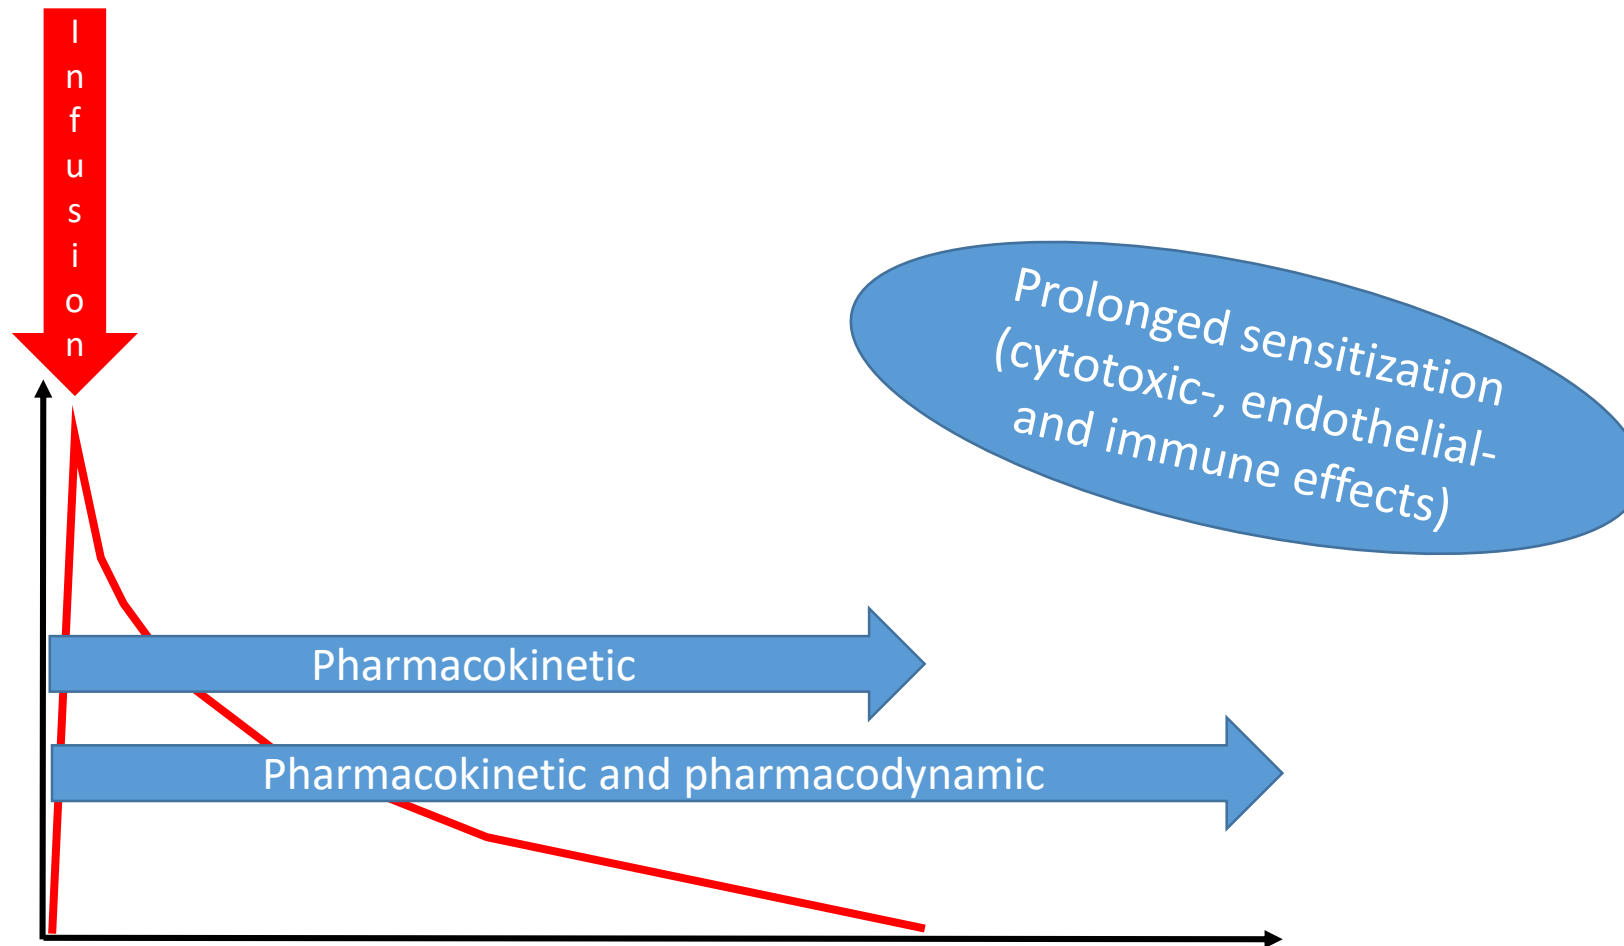 Infusion
Prolonged sensitization
(cytotoxic-, endothelial-
and immune effects)
Pharmacokinetic
Pharmacokinetic and pharmacodynamic